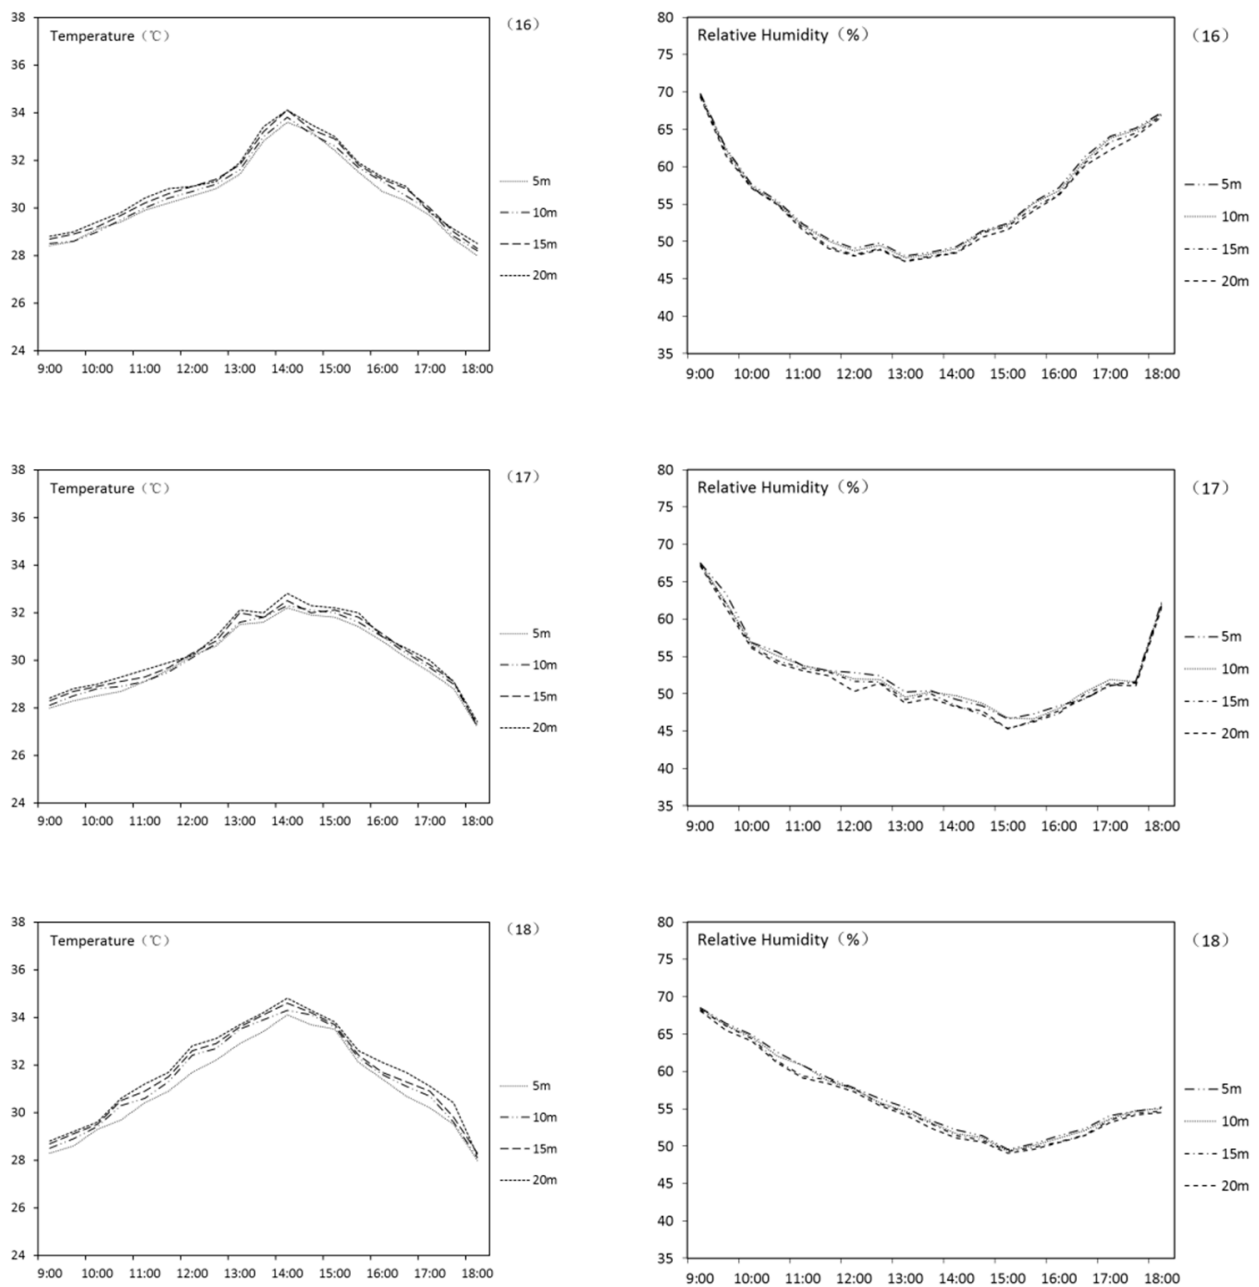 Temperature（℃）
（16）
38
36
34
32
30
28
26
24
9:00 10:00 11:00 12:00 13:00 14:00 15:00 16:00 17:00 18:00
5m
10m
15m
20m
Relative Humidity（%）
（16）
80
75
70
65
60
55
50
45
40
35
9:00 10:00 11:00 12:00 13:00 14:00 15:00 16:00 17:00 18:00
5m
10m
15m
20m
Temperature（℃）
（17）
38
36
34
32
30
28
26
24
9:00 10:00 11:00 12:00 13:00 14:00 15:00 16:00 17:00 18:00
5m
10m
15m
20m
Relative Humidity（%）
（17）
80
75
70
65
60
55
50
45
40
35
9:00 10:00 11:00 12:00 13:00 14:00 15:00 16:00 17:00 18:00
5m
10m
15m
20m
Temperature（℃）
（18）
38
36
34
32
30
28
26
24
9:00 10:00 11:00 12:00 13:00 14:00 15:00 16:00 17:00 18:00
5m
10m
15m
20m
Relative Humidity（%）
（18）
80
75
70
65
60
55
50
45
40
35
9:00 10:00 11:00 12:00 13:00 14:00 15:00 16:00 17:00 18:00
5m
10m
15m
20m